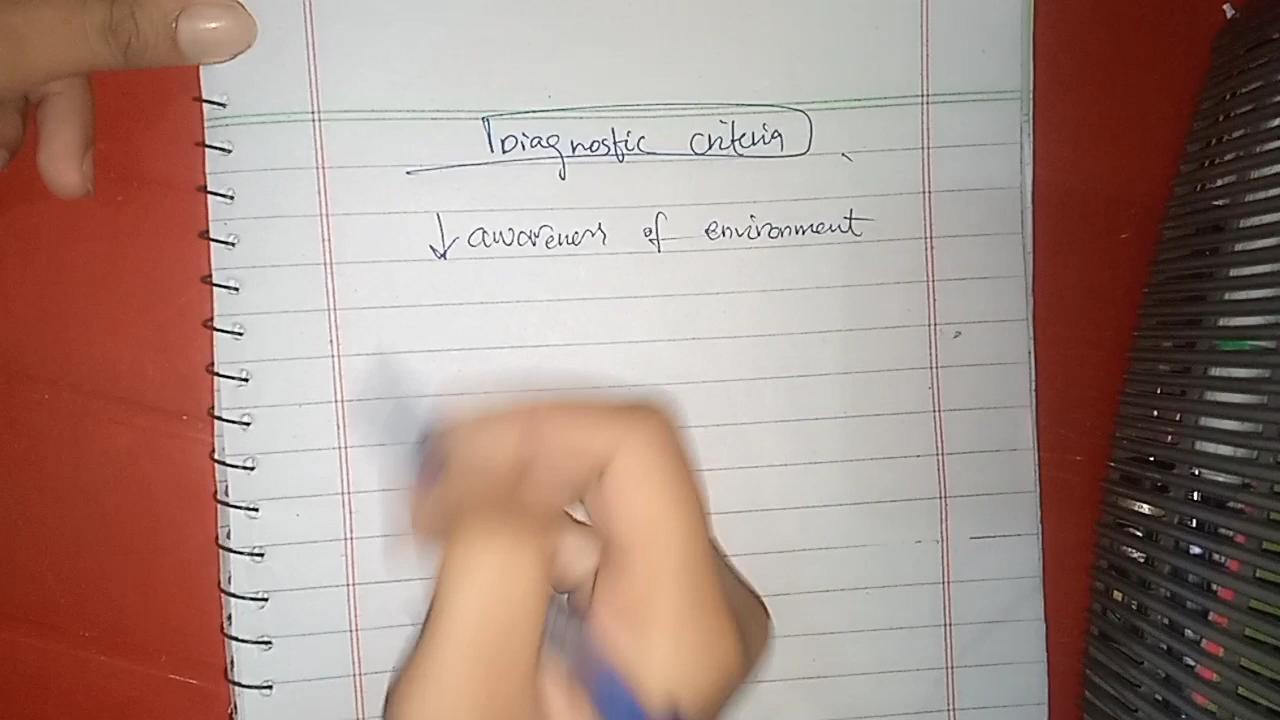 Diagnostic criteria
↓ awareness of environment